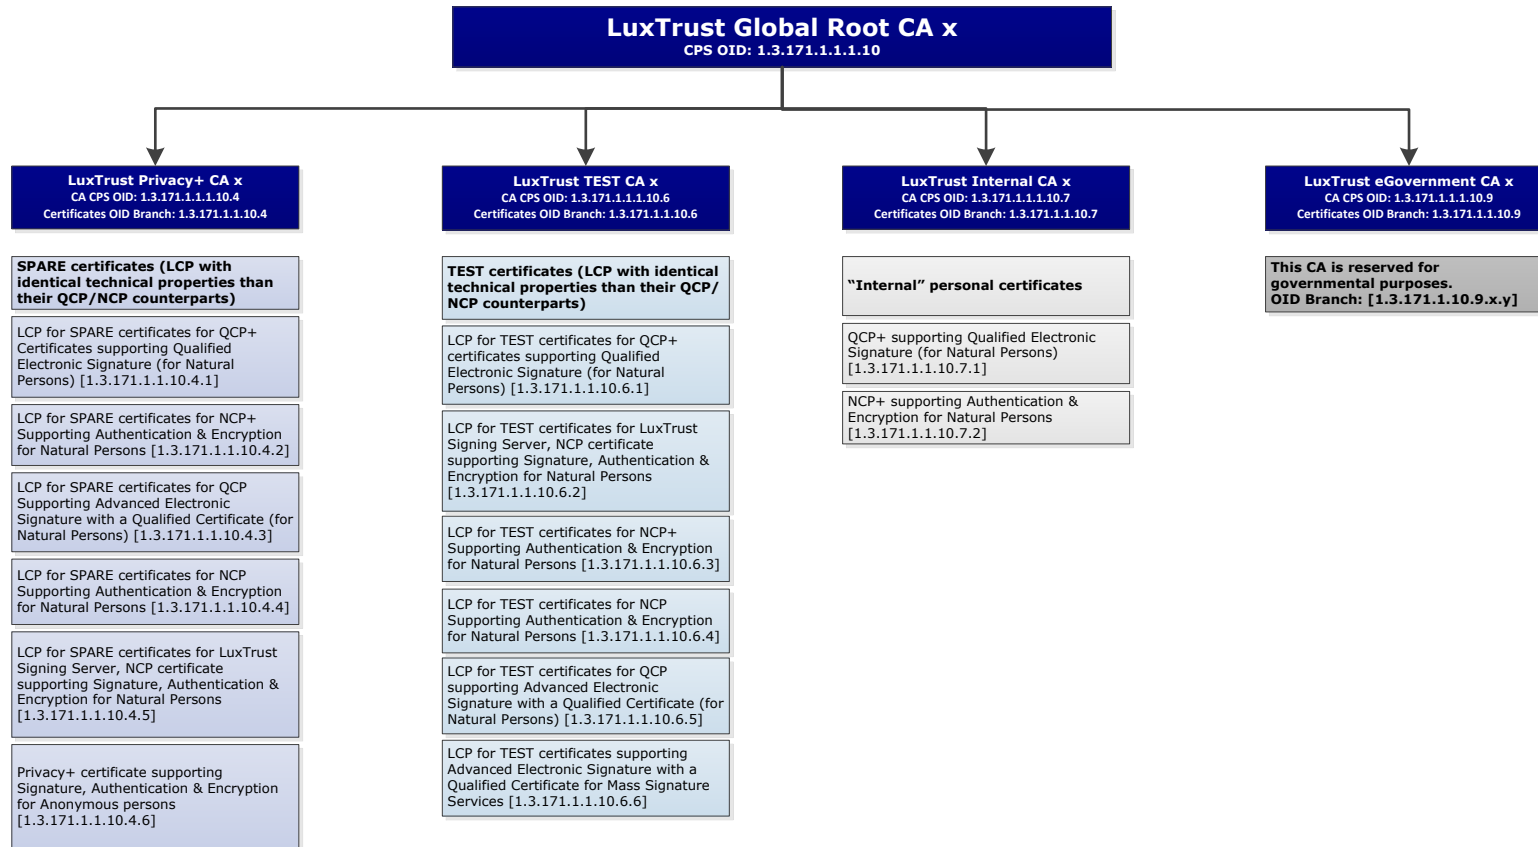 LuxTrust Global Root CA x
CPS OID: 1.3.171.1.1.1.10
LuxTrust Privacy+ CA x
CA CPS OID: 1.3.171.1.1.1.10.4
Certificates OID Branch: 1.3.171.1.1.10.4
SPARE certificates (LCP with
identical technical properties than
their QCP/NCP counterparts)
LCP for SPARE certificates for QCP+
Certificates supporting Qualified
Electronic Signature (for Natural
Persons) [1.3.171.1.1.10.4.1]
LCP for SPARE certificates for NCP+
Supporting Authentication & Encryption
for Natural Persons [1.3.171.1.1.10.4.2]
LCP for SPARE certificates for QCP
Supporting Advanced Electronic
Signature with a Qualified Certificate (for
Natural Persons) [1.3.171.1.1.10.4.3]
LCP for SPARE certificates for NCP
Supporting Authentication & Encryption
for Natural Persons [1.3.171.1.1.10.4.4]
LCP for SPARE certificates for LuxTrust
Signing Server, NCP certificate
supporting Signature, Authentication &
Encryption for Natural Persons
[1.3.171.1.1.10.4.5]
Privacy+ certificate supporting
Signature, Authentication & Encryption
for Anonymous persons
[1.3.171.1.1.10.4.6]
LuxTrust TEST CA x
CA CPS OID: 1.3.171.1.1.1.10.6
Certificates OID Branch: 1.3.171.1.1.10.6
TEST certificates (LCP with identical
technical properties than their QCP/
NCP counterparts)
LCP for TEST certificates for QCP+
certificates supporting Qualified
Electronic Signature (for Natural
Persons) [1.3.171.1.1.10.6.1]
LCP for TEST certificates for LuxTrust
Signing Server, NCP certificate
supporting Signature, Authentication &
Encryption for Natural Persons
[1.3.171.1.1.10.6.2]
LCP for TEST certificates for NCP+
Supporting Authentication & Encryption
for Natural Persons [1.3.171.1.1.10.6.3]
LCP for TEST certificates for NCP
Supporting Authentication & Encryption
for Natural Persons [1.3.171.1.1.10.6.4]
LCP for TEST certificates for QCP
supporting Advanced Electronic
Signature with a Qualified Certificate (for
Natural Persons) [1.3.171.1.1.10.6.5]
LCP for TEST certificates supporting
Advanced Electronic Signature with a
Qualified Certificate for Mass Signature
Services [1.3.171.1.1.10.6.6]
LuxTrust Internal CA x
CA CPS OID: 1.3.171.1.1.1.10.7
Certificates OID Branch: 1.3.171.1.1.10.7
“Internal” personal certificates
QCP+ supporting Qualified Electronic
Signature (for Natural Persons)
[1.3.171.1.1.10.7.1]
NCP+ supporting Authentication &
Encryption for Natural Persons
[1.3.171.1.1.10.7.2]
LuxTrust eGovernment CA x
CA CPS OID: 1.3.171.1.1.1.10.9
Certificates OID Branch: 1.3.171.1.1.10.9
This CA is reserved for
governmental purposes.
OID Branch: [1.3.171.1.10.9.x.y]